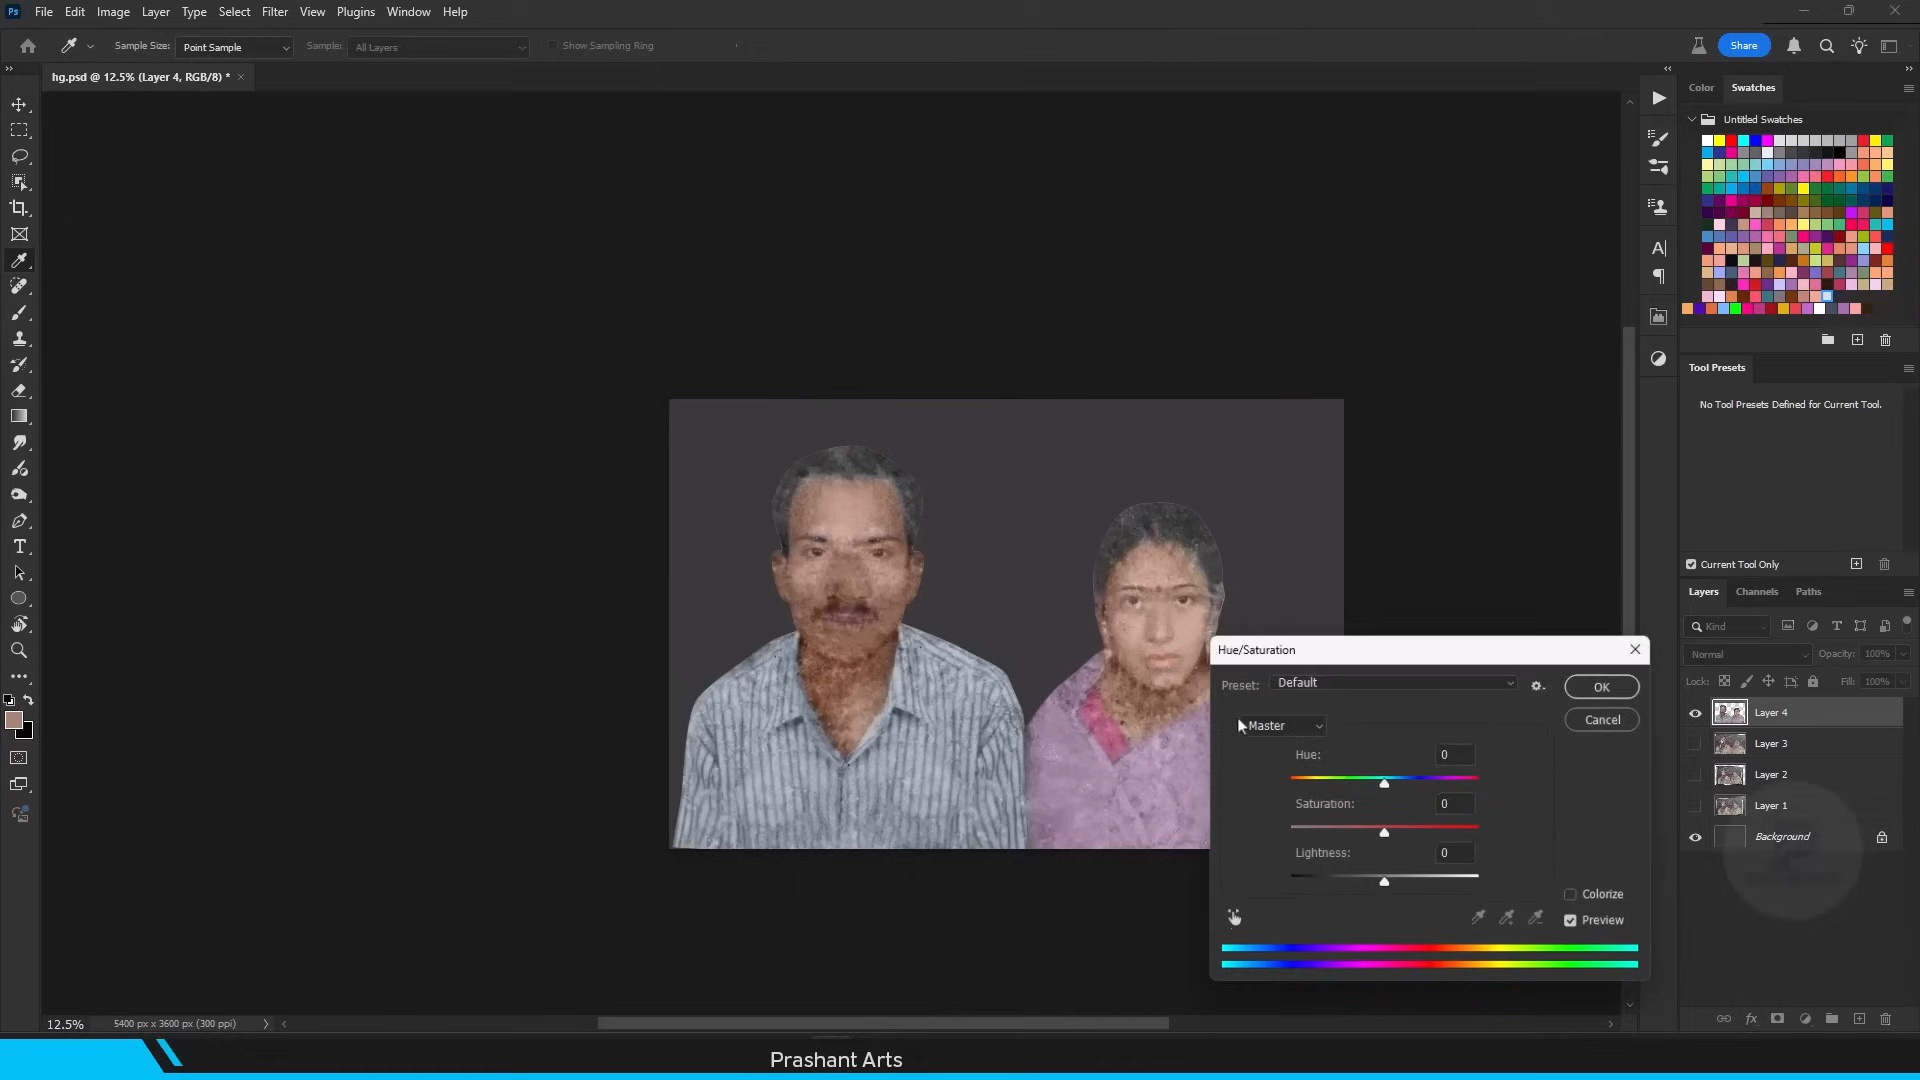 Ps File Edit Image Layer Type Select Filter View Plugins Window Help
Sample Size: Point Sample Sample: All Layers Show Sampling Ring Share
hg.psd @ 12.5% (Layer 4, RGB/8) *
Color Swatches
Untitled Swatches
Tool Presets
No Tool Presets Defined for Current Tool.
Current Tool Only
Layers Channels Paths
Kind
Normal Opacity: 100%
Lock: Fill: 100%
Layer 4
Layer 3
Layer 2
Layer 1
Background
Hue/Saturation
Preset: Default OK
Master Cancel
Hue: 0
Saturation: 0
Lightness: 0
Colorize
Preview
12.5% 5400 px x 3600 px (300 ppi)
Prashant Arts